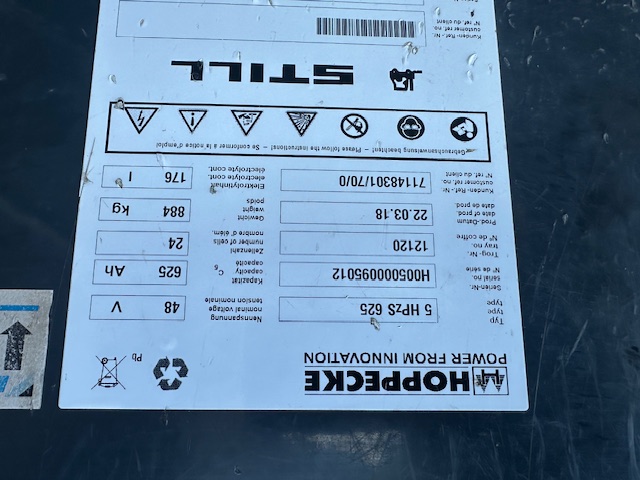 HOPPECKE
POWER FROM INNOVATION
Pb
Typ
type
type
5 HPzS 625
Nennspannung
nominal voltage
tension nominale
48 V
Serien-Nr.
serial no.
N° de série
H005000095012
Kapazität
capacity C5
capacité
625 Ah
Trog-Nr.
tray no.
N° de coffre
12120
Zellenzahl
number of cells
nombre d'élém.
24
Prod.-Datum
date of prod.
date de prod.
22.03.18
Gewicht
weight
poids
884 kg
Kunden-Ref.-Nr.
customer ref.no.
N° ref. du client
71148301/70/0
Elektrolytinhalt
electrolyte cont.
électrolyte cont.
176 l
Gebrauchsanweisung beachten! – Please follow the instructions! – Se conformer à la notice d'emploi!
STILL
Kunden-Ref.-Nr.
customer ref.no.
N° ref. du client